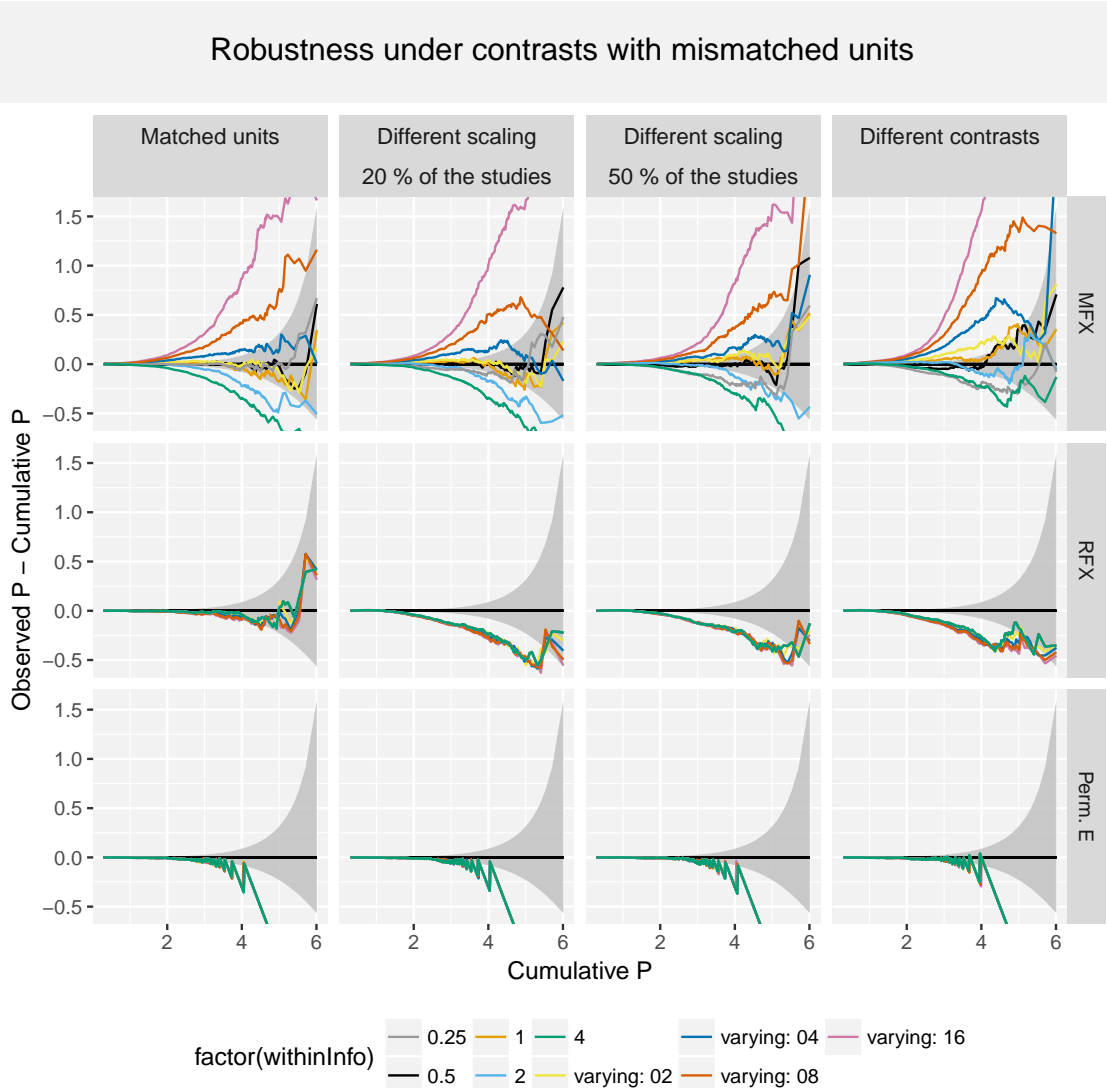 Robustness under contrasts with mismatched units
Matched units
Different scaling
20 % of the studies
Different scaling
50 % of the studies
Different contrasts
1.5
1.0
0.5
0.0
−0.5
MFX
1.5
1.0
0.5
0.0
−0.5
RFX
1.5
1.0
0.5
0.0
−0.5
Perm. E
Observed P − Cumulative P
2 4 6 2 4 6 2 4 6 2 4 6
Cumulative P
factor(withinInfo)
0.25 1 4 varying: 04 varying: 16
0.5 2 varying: 02 varying: 08